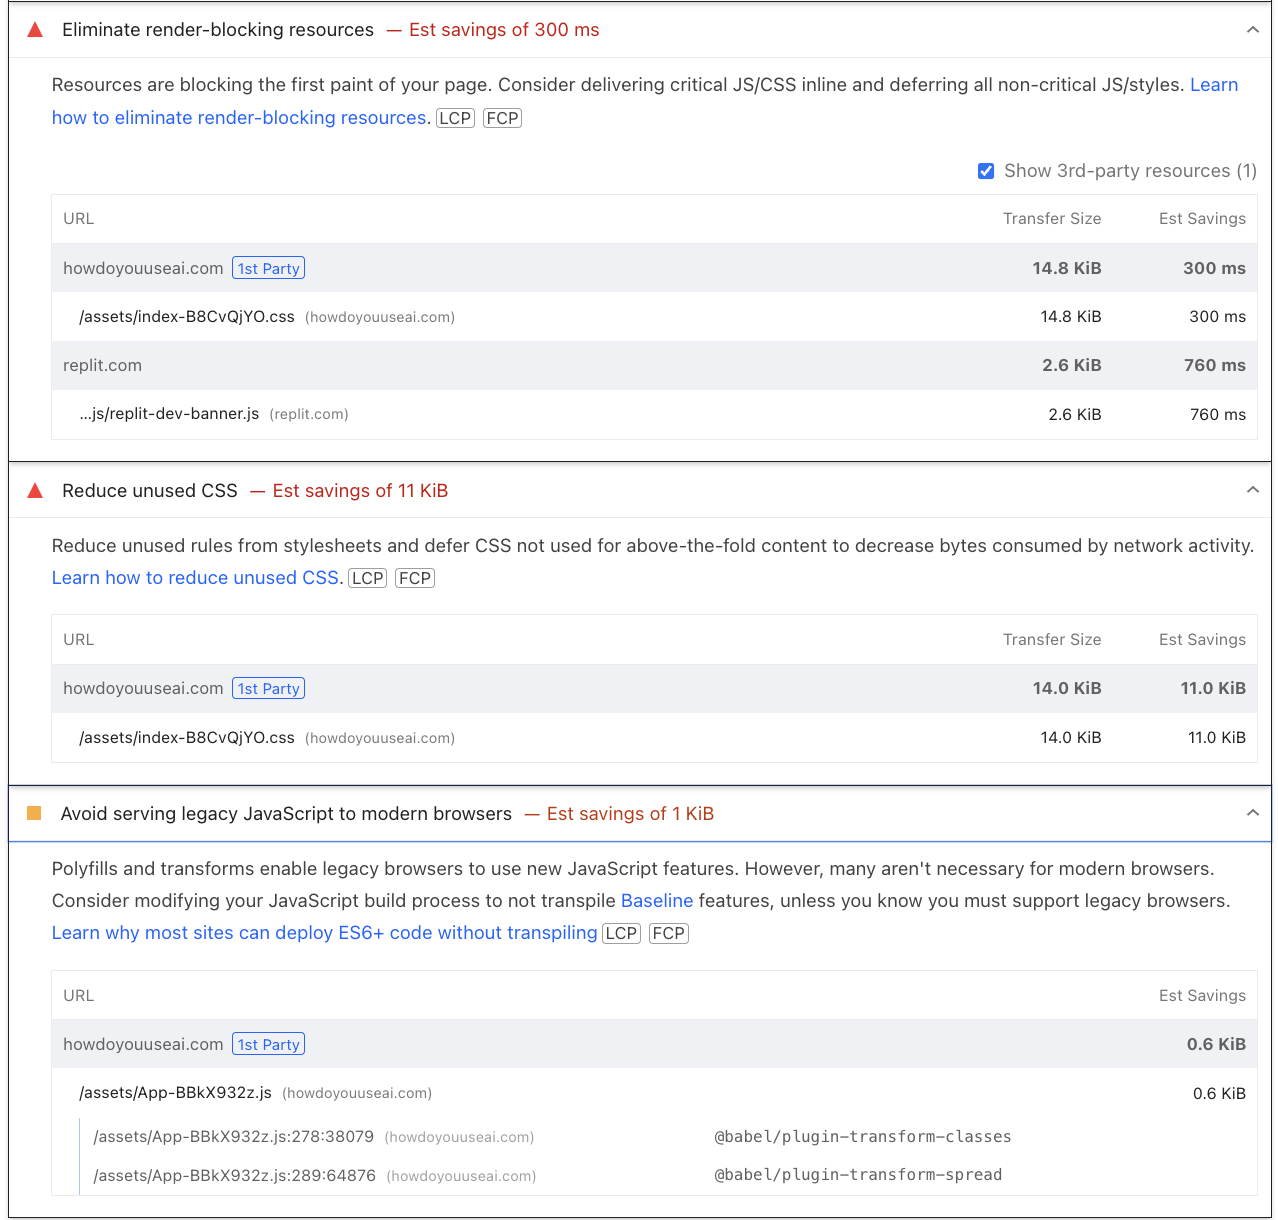 Eliminate render-blocking resources — Est savings of 300 ms
Resources are blocking the first paint of your page. Consider delivering critical JS/CSS inline and deferring all non-critical JS/styles. Learn
how to eliminate render-blocking resources. LCP FCP
Show 3rd-party resources (1)
URL Transfer Size Est Savings
howdoyouuseai.com 1st Party 14.8 KiB 300 ms
/assets/index-B8CvQjYO.css (howdoyouuseai.com) 14.8 KiB 300 ms
replit.com 2.6 KiB 760 ms
...js/replit-dev-banner.js (replit.com) 2.6 KiB 760 ms
Reduce unused CSS — Est savings of 11 KiB
Reduce unused rules from stylesheets and defer CSS not used for above-the-fold content to decrease bytes consumed by network activity.
Learn how to reduce unused CSS. LCP FCP
URL Transfer Size Est Savings
howdoyouuseai.com 1st Party 14.0 KiB 11.0 KiB
/assets/index-B8CvQjYO.css (howdoyouuseai.com) 14.0 KiB 11.0 KiB
Avoid serving legacy JavaScript to modern browsers — Est savings of 1 KiB
Polyfills and transforms enable legacy browsers to use new JavaScript features. However, many aren't necessary for modern browsers.
Consider modifying your JavaScript build process to not transpile Baseline features, unless you know you must support legacy browsers.
Learn why most sites can deploy ES6+ code without transpiling LCP FCP
URL Est Savings
howdoyouuseai.com 1st Party 0.6 KiB
/assets/App-BBkX932z.js (howdoyouuseai.com) 0.6 KiB
/assets/App-BBkX932z.js:278:38079 (howdoyouuseai.com) @babel/plugin-transform-classes
/assets/App-BBkX932z.js:289:64876 (howdoyouuseai.com) @babel/plugin-transform-spread